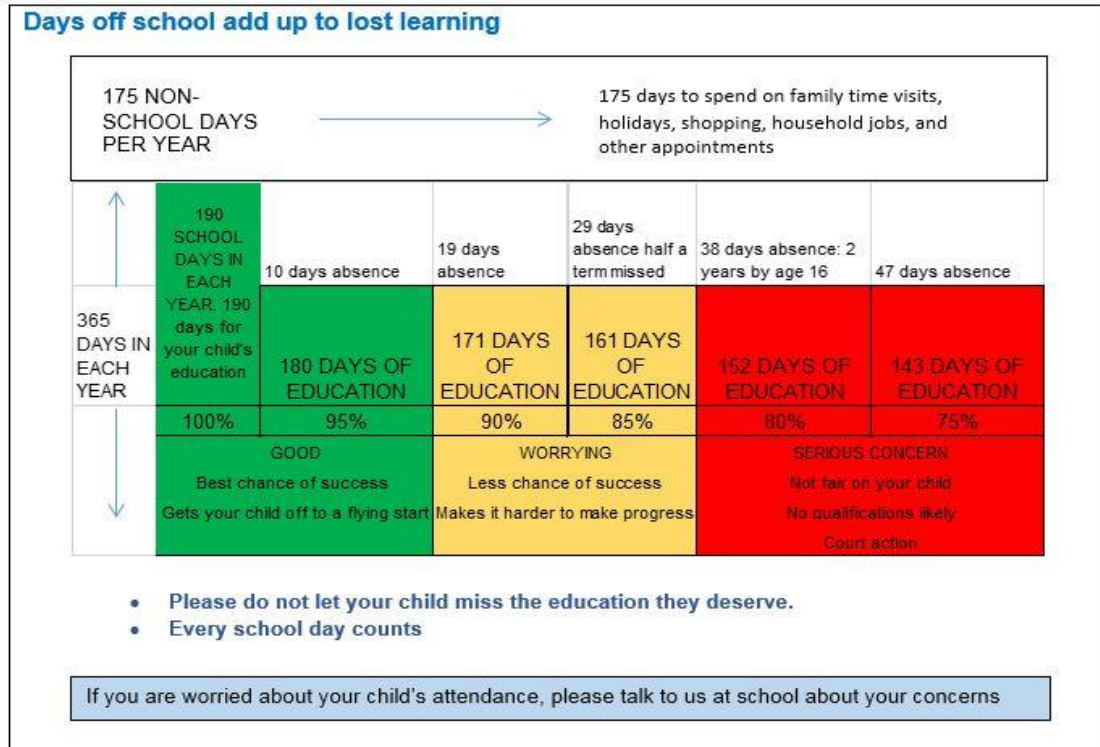 Days off school add up to lost learning
175 NON-
SCHOOL DAYS
PER YEAR
175 days to spend on family time visits,
holidays, shopping, household jobs, and
other appointments
365
DAYS IN
EACH
YEAR
190
SCHOOL
DAYS IN
EACH
YEAR. 190
days for
your child's
education
10 days absence
19 days
absence
29 days
absence half a
term missed
38 days absence: 2
years by age 16
47 days absence
180 DAYS OF
EDUCATION
171 DAYS
OF
EDUCATION
161 DAYS
OF
EDUCATION
152 DAYS OF
EDUCATION
143 DAYS OF
EDUCATION
100%
95%
90%
85%
80%
75%
GOOD
Best chance of success
Gets your child off to a flying start
WORRYING
Less chance of success
Makes it harder to make progress
SERIOUS CONCERN
Not fair on your child
No qualifications likely
Court action
• Please do not let your child miss the education they deserve.
• Every school day counts
If you are worried about your child's attendance, please talk to us at school about your concerns